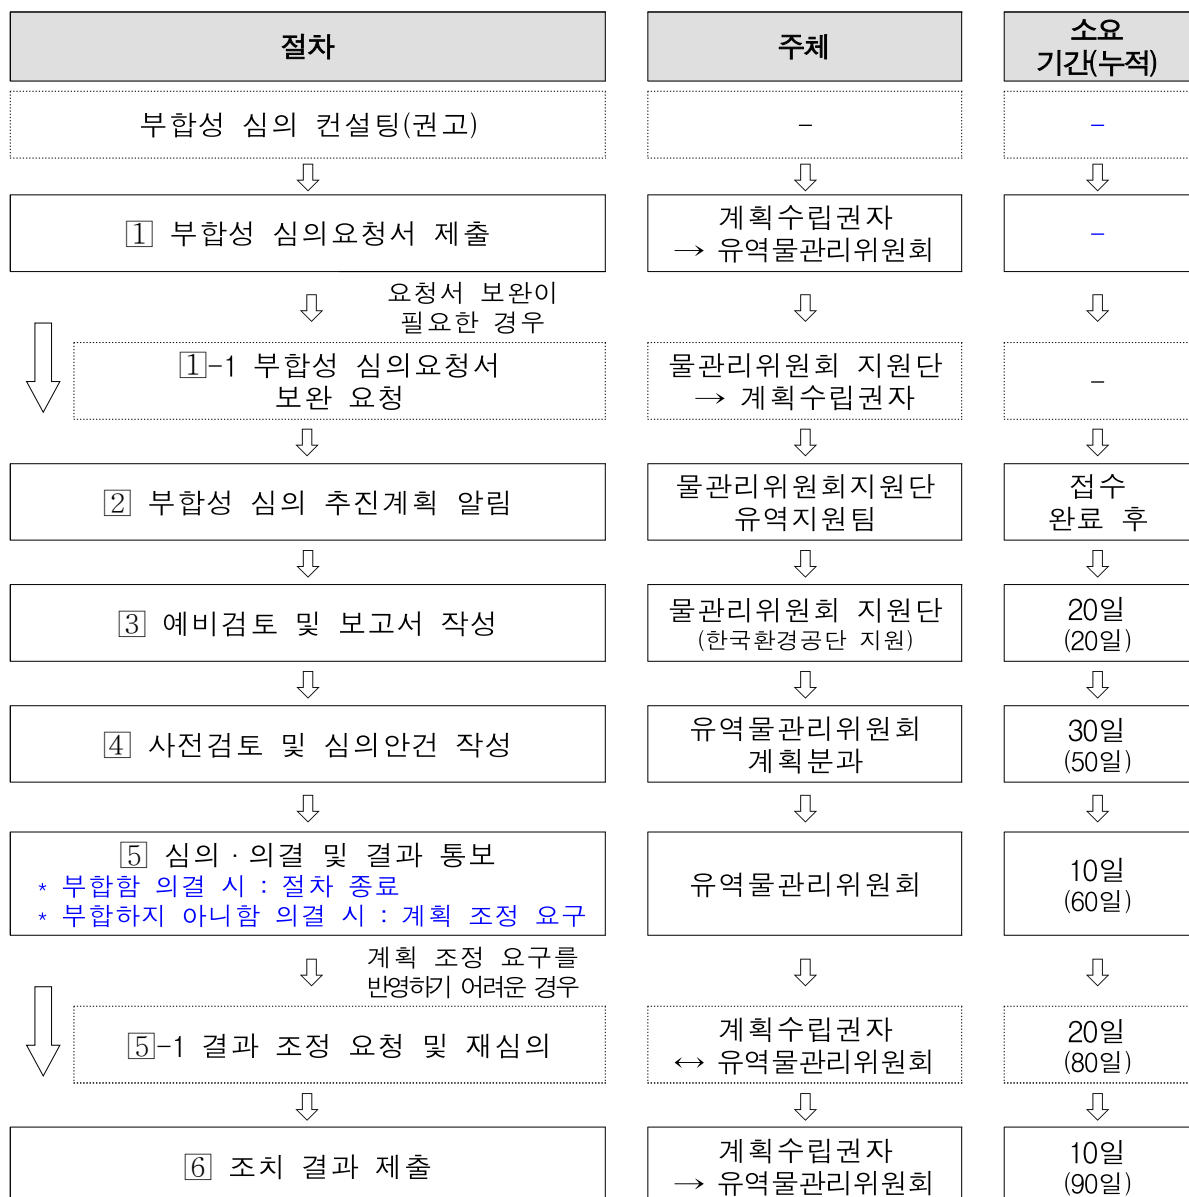 절차
주체
소요
기간(누적)
부합성 심의 컨설팅(권고)
-
-
1 부합성 심의요청서 제출
계획수립권자
→ 유역물관리위원회
-
요청서 보완이
필요한 경우
1-1 부합성 심의요청서
보완 요청
물관리위원회 지원단
→ 계획수립권자
-
2 부합성 심의 추진계획 알림
물관리위원회지원단
유역지원팀
접수
완료 후
3 예비검토 및 보고서 작성
물관리위원회 지원단
(한국환경공단 지원)
20일
(20일)
4 사전검토 및 심의안건 작성
유역물관리위원회
계획분과
30일
(50일)
5 심의·의결 및 결과 통보
* 부합함 의결 시 : 절차 종료
* 부합하지 아니함 의결 시 : 계획 조정 요구
유역물관리위원회
10일
(60일)
계획 조정 요구를
반영하기 어려운 경우
5-1 결과 조정 요청 및 재심의
계획수립권자
↔ 유역물관리위원회
20일
(80일)
6 조치 결과 제출
계획수립권자
→ 유역물관리위원회
10일
(90일)